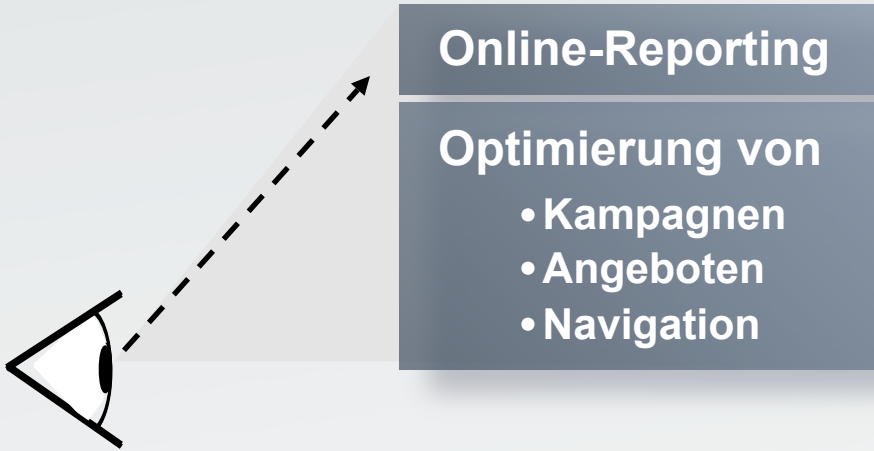 Online-Reporting
Optimierung von
• Kampagnen
• Angeboten
• Navigation